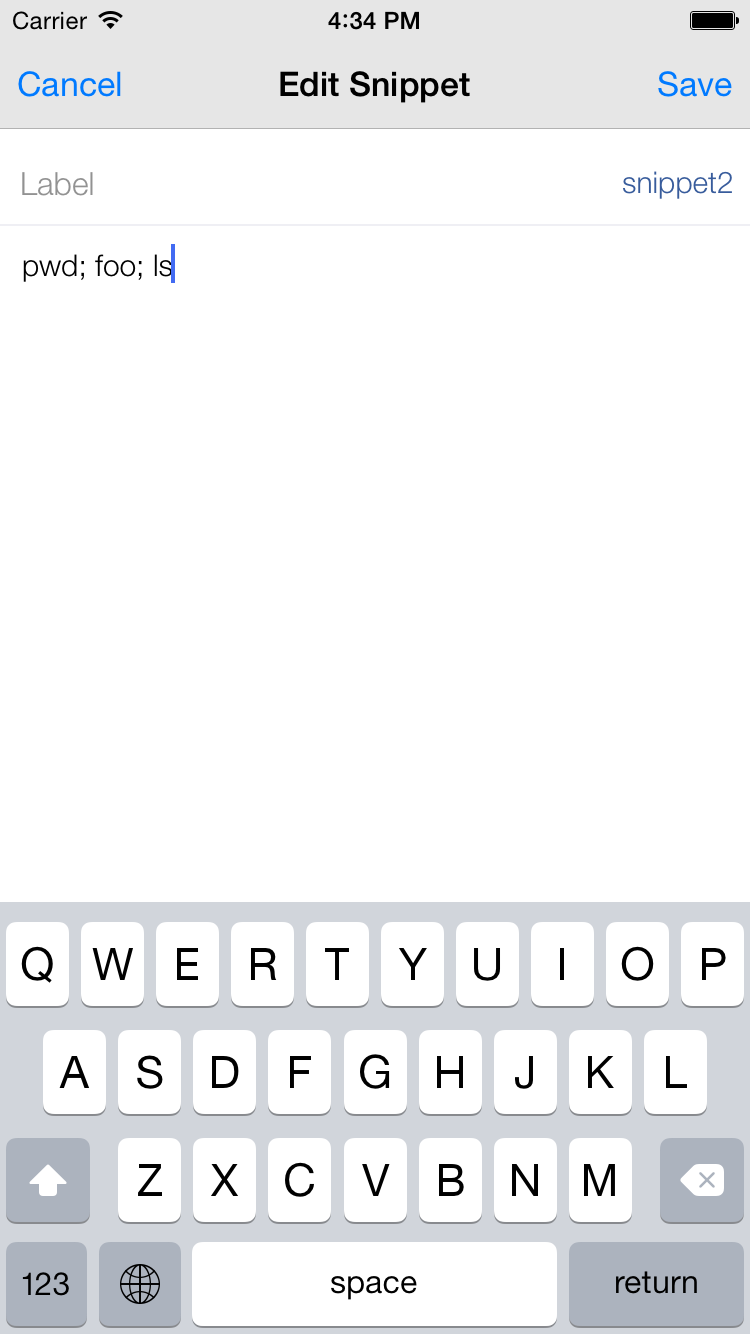 Carrier 4:34 PM
Cancel Edit Snippet Save
Label snippet2
pwd; foo; ls
Q W E R T Y U I O P
A S D F G H J K L
Z X C V B N M
123 space return